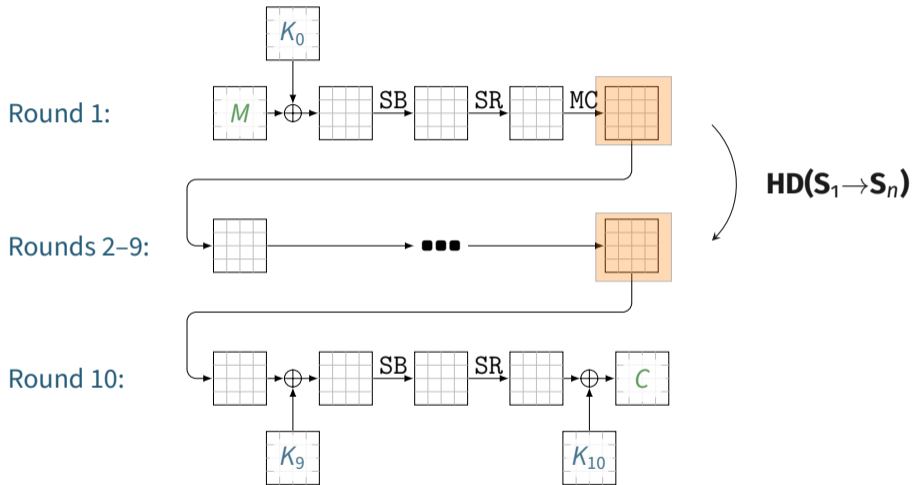 K₀
Round 1: M SB SR MC
HD(S₁→Sₙ)
Rounds 2–9:
Round 10: SB SR C
K₉ K₁₀